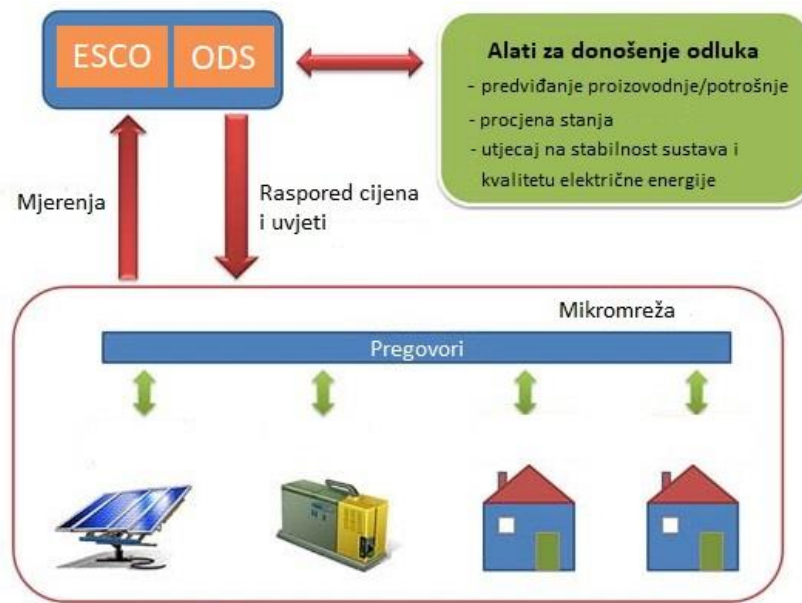 ESCO ODS
Alati za donošenje odluka
- predviđanje proizvodnje/potrošnje
- procjena stanja
- utjecaj na stabilnost sustava i
kvalitetu električne energije
Mjerenja
Raspored cijena
i uvjeti
Mikromreža
Pregovori